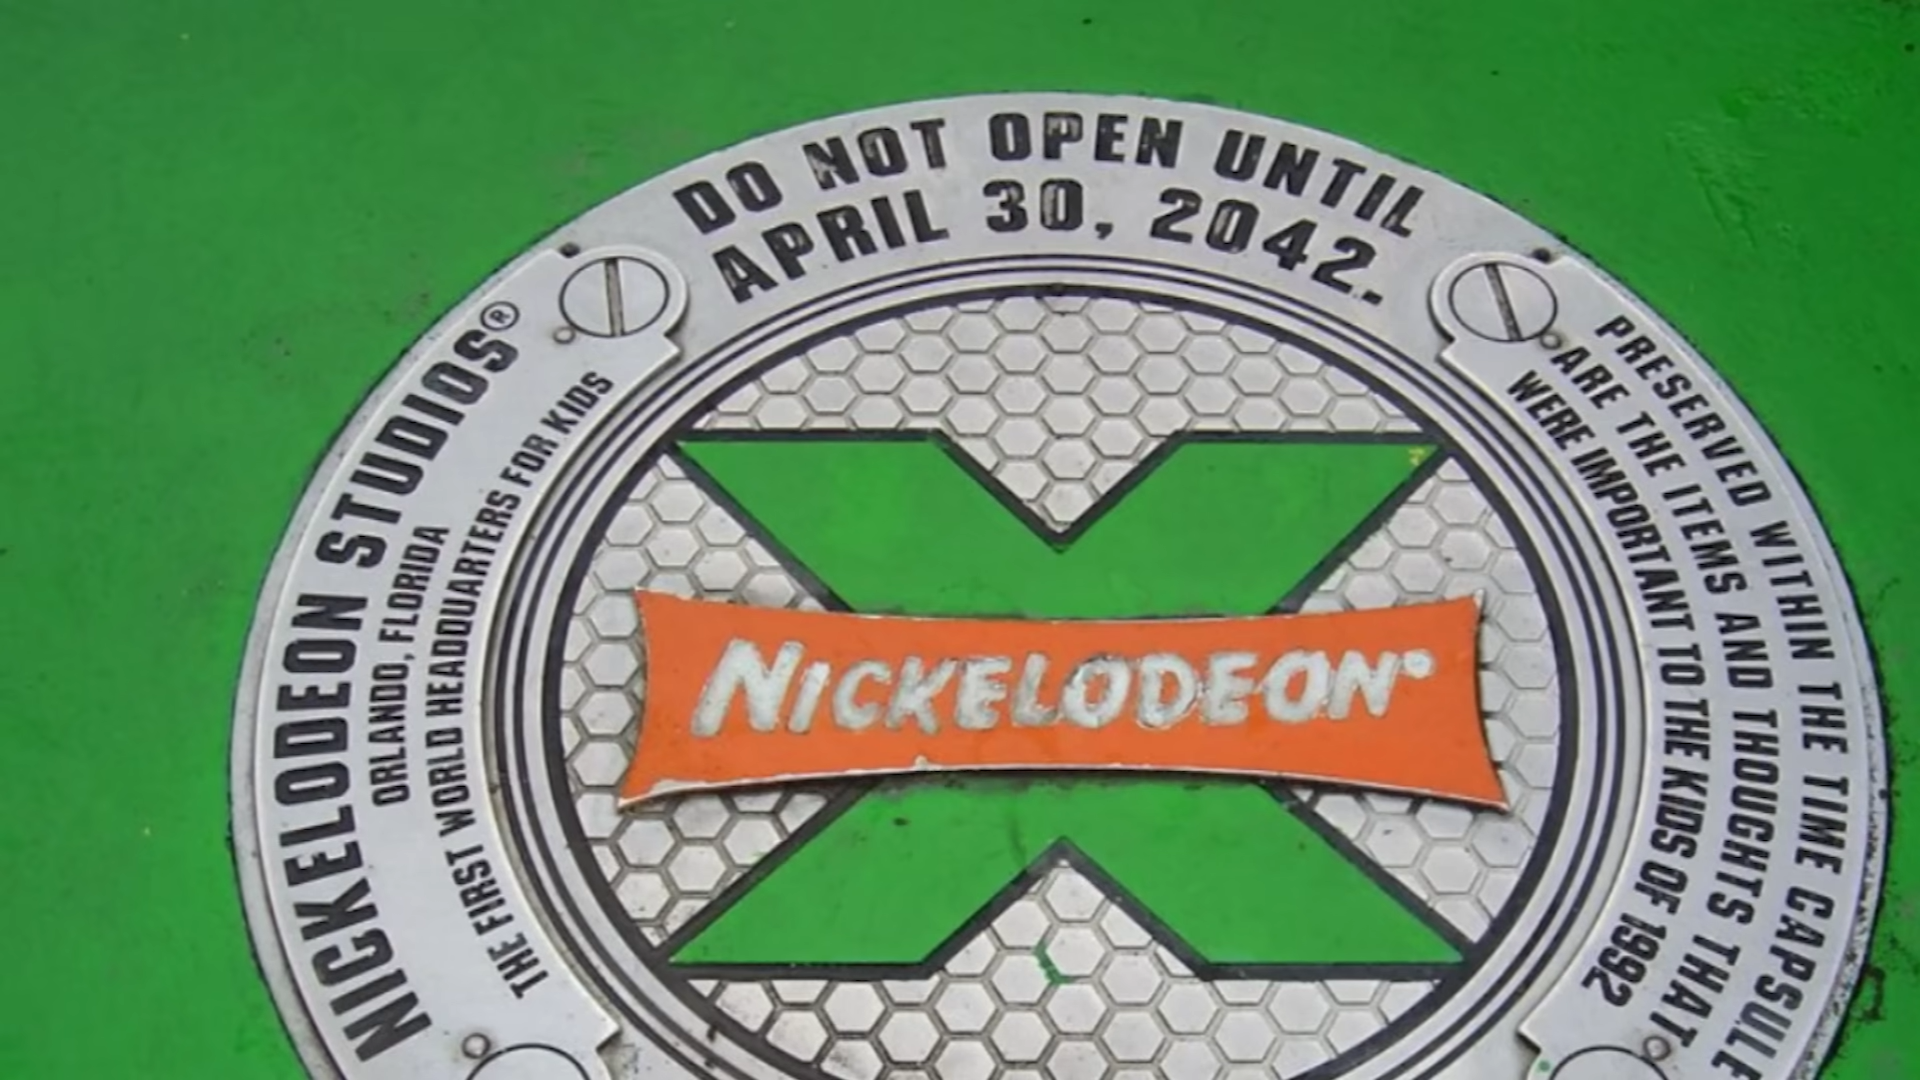 DO NOT OPEN UNTIL
APRIL 30, 2042.
NICKELODEON STUDIOS®
ORLANDO, FLORIDA
THE FIRST WORLD HEADQUARTERS FOR KIDS
PRESERVED WITHIN THE TIME CAPSULE
ARE THE ITEMS AND THOUGHTS THAT
WERE IMPORTANT TO THE KIDS OF 1992
NICKELODEON®